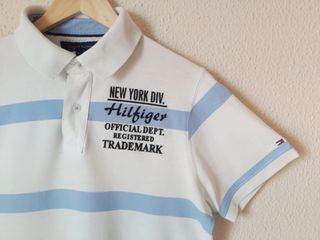 NEW YORK DIV.
Hilfiger
OFFICIAL DEPT.
REGISTERED
TRADEMARK